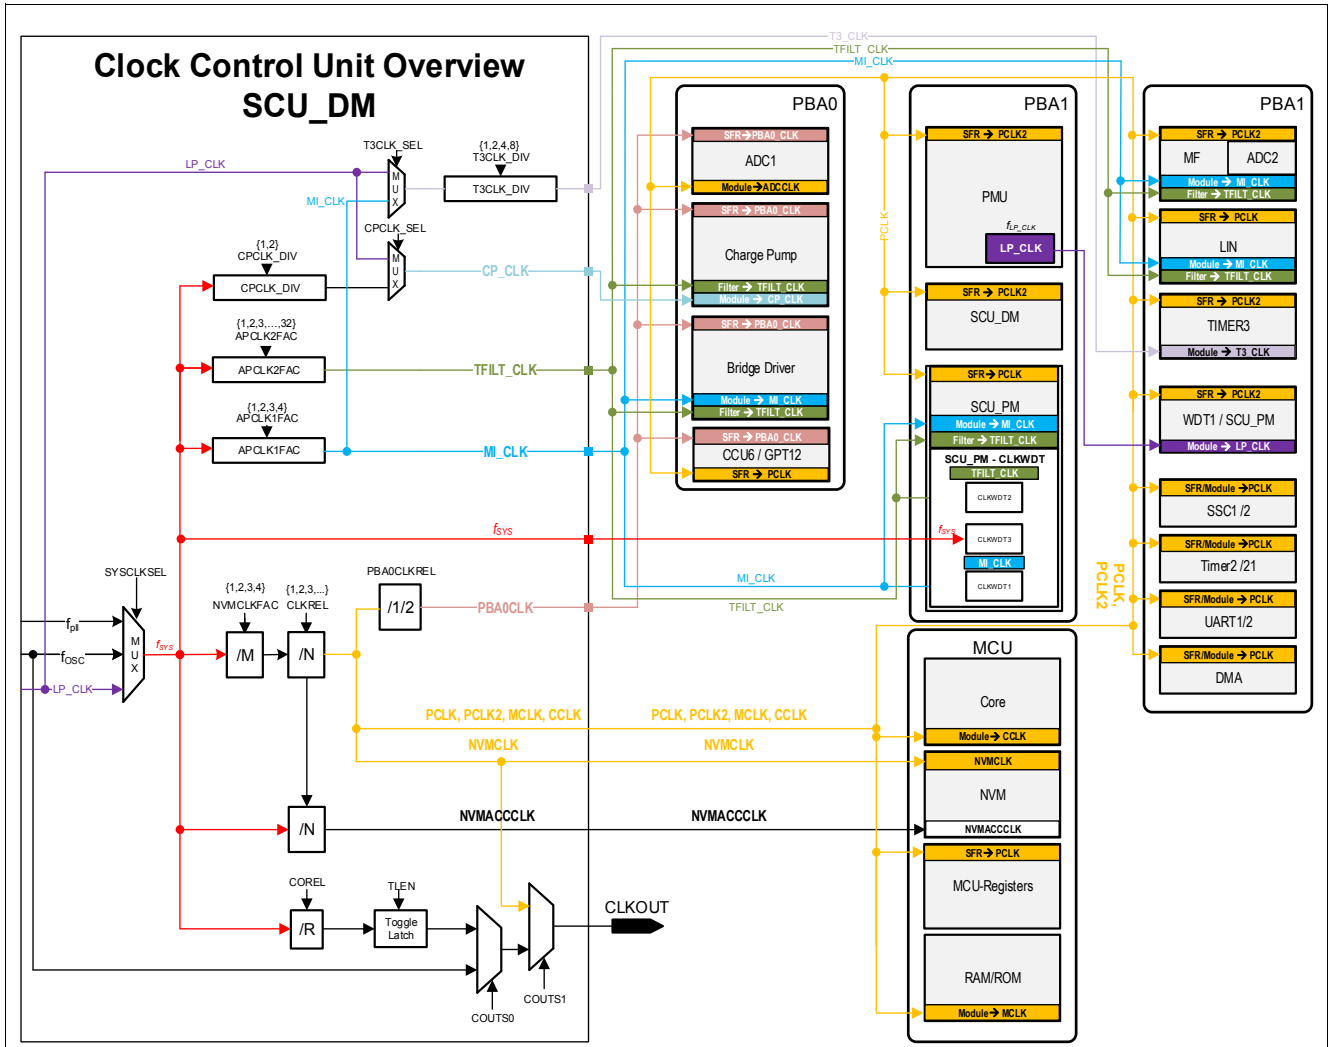 Clock Control Unit Overview
SCU_DM
T3_CLK
TFILT_CLK
MI_CLK
T3CLK_SEL
{1,2,4,8}
T3CLK_DIV
LP_CLK
MUX
T3CLK_DIV
MI_CLK
CPCLK_SEL
{1,2}
CPCLK_DIV
MUX
CP_CLK
CPCLK_DIV
{1,2,3,...,32}
APCLK2FAC
APCLK2FAC
TFILT_CLK
{1,2,3,4}
APCLK1FAC
APCLK1FAC
MI_CLK
fSYS
SYSCLKSEL
PBA0CLKREL
{1,2,3,4}
NVMCLKFAC
{1,2,3,...}
CLKREL
/1/2
PBA0CLK
fpll
fOSC
LP_CLK
MUX
fSYS
/M
/N
PCLK, PCLK2, MCLK, CCLK
PCLK, PCLK2, MCLK, CCLK
NVMCLK
NVMCLK
/N
NVMACCCLK
NVMACCCLK
COREL
TLEN
/R
Toggle
Latch
CLKOUT
COUTS1
COUTS0
PBA0
SFR→PBA0_CLK
ADC1
Module→ADCCLK
SFR→ PBA0_CLK
Charge Pump
Filter → TFILT_CLK
Module → CP_CLK
SFR → PBA0_CLK
Bridge Driver
Module → MI_CLK
Filter → TFILT_CLK
SFR → PBA0_CLK
CCU6 / GPT12
SFR → PCLK
PCLK
MI_CLK
TFILT_CLK
PBA1
SFR → PCLK2
PMU
fLP_CLK
LP_CLK
SFR → PCLK2
SCU_DM
SFR→ PCLK
SCU_PM
Module → MI_CLK
Filter → TFILT_CLK
SCU_PM - CLKWDT
TFILT_CLK
CLKWDT2
fSYS
CLKWDT3
MI_CLK
CLKWDT1
MCU
Core
Module→ CCLK
NVMCLK
NVM
NVMACCCLK
SFR→ PCLK
MCU-Registers
RAM/ROM
Module→ MCLK
PCLK,
PCLK2
PBA1
SFR → PCLK2
MF
ADC2
Module → MI_CLK
Filter → TFILT_CLK
SFR → PCLK
LIN
Module → MI_CLK
Filter → TFILT_CLK
SFR → PCLK2
TIMER3
Module → T3_CLK
SFR → PCLK2
WDT1 / SCU_PM
Module → LP_CLK
SFR/Module →PCLK
SSC1 /2
SFR/Module → PCLK
Timer2 /21
SFR/Module → PCLK
UART1/2
SFR/Module → PCLK
DMA